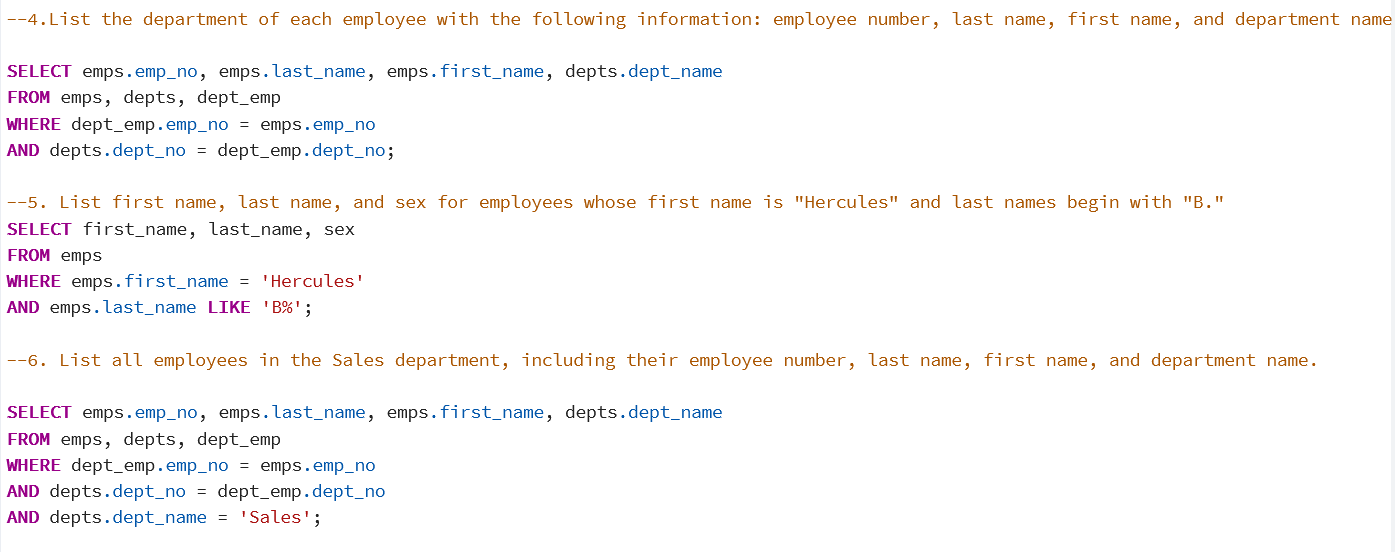 --4.List the department of each employee with the following information: employee number, last name, first name, and department name
SELECT emps.emp_no, emps.last_name, emps.first_name, depts.dept_name
FROM emps, depts, dept_emp
WHERE dept_emp.emp_no = emps.emp_no
AND depts.dept_no = dept_emp.dept_no;
--5. List first name, last name, and sex for employees whose first name is "Hercules" and last names begin with "B."
SELECT first_name, last_name, sex
FROM emps
WHERE emps.first_name = 'Hercules'
AND emps.last_name LIKE 'B%';
--6. List all employees in the Sales department, including their employee number, last name, first name, and department name.
SELECT emps.emp_no, emps.last_name, emps.first_name, depts.dept_name
FROM emps, depts, dept_emp
WHERE dept_emp.emp_no = emps.emp_no
AND depts.dept_no = dept_emp.dept_no
AND depts.dept_name = 'Sales';